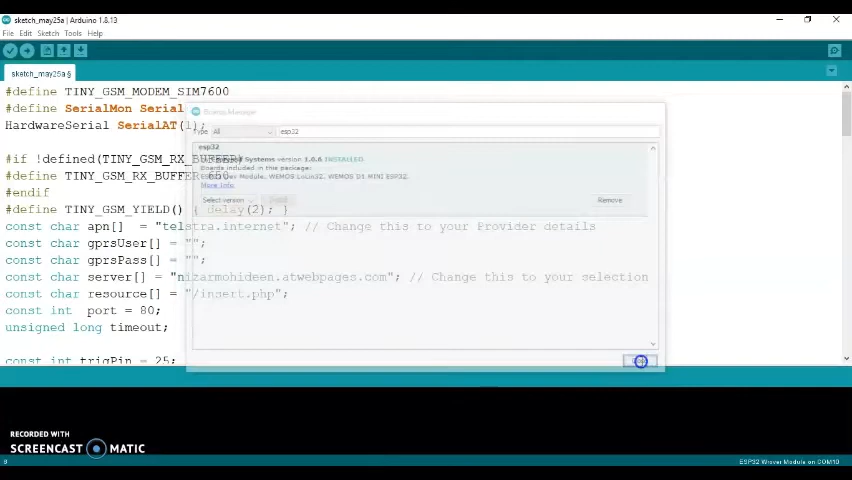 sketch_may25a | Arduino 1.8.13
File Edit Sketch Tools Help
sketch_may25a §
#define TINY_GSM_MODEM_SIM7600
#define SerialMon Serial
HardwareSerial SerialAT(1);
#if !defined(TINY_GSM_RX_BUFFER)
#define TINY_GSM_RX_BUFFER 650
#endif
#define TINY_GSM_YIELD() { delay(2); }
const char apn[] = "telstra.internet"; // Change this to your Provider details
const char gprsUser[] = "";
const char gprsPass[] = "";
const char server[] = "nizarmohideen.atwebpages.com"; // Change this to your selection
const char resource[] = "/insert.php";
const int port = 80;
unsigned long timeout;
const int trigPin = 25;
Boards Manager
Type All esp32
esp32
Systems version 1.0.6 INSTALLED
Boards included in this package:
Module, WEMOS LoLin32, WEMOS D1 MINI ESP32.
More Info
Select version
Remove
RECORDED WITH
SCREENCAST MATIC
8
ESP32 Wrover Module on COM10